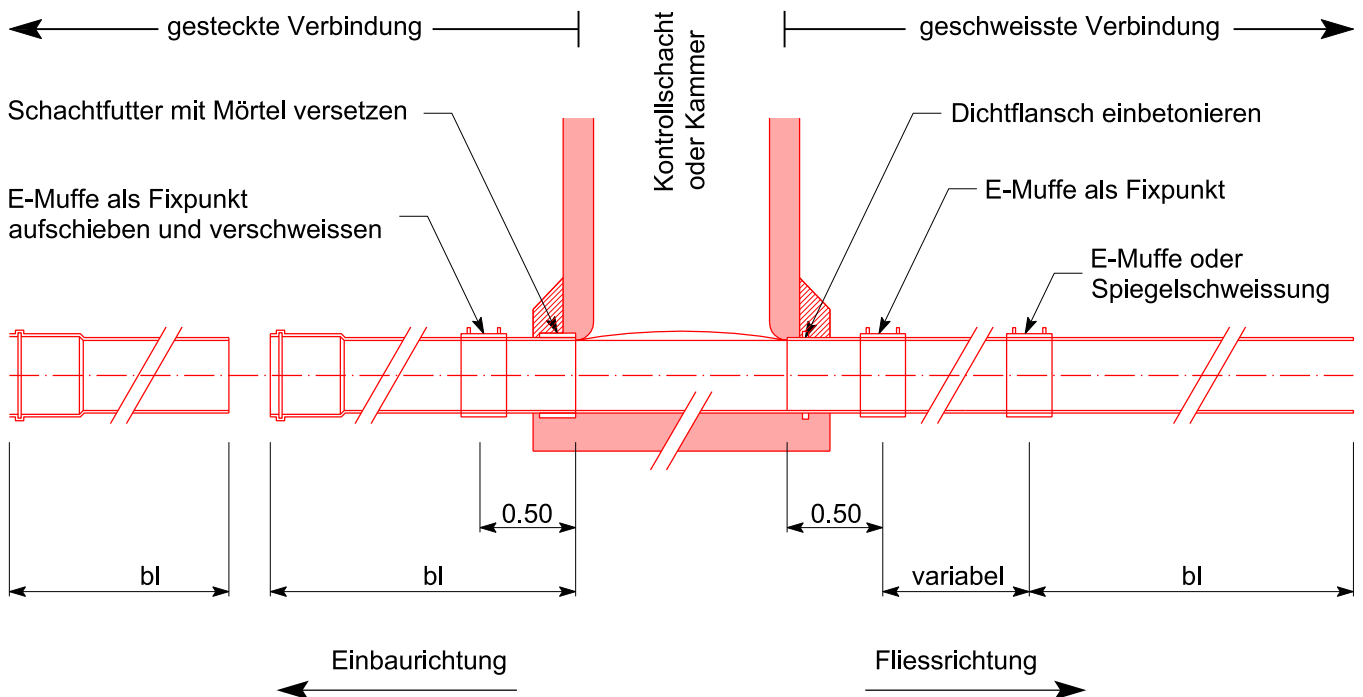 gesteckte Verbindung
geschweisste Verbindung
Kontrollschacht
oder Kammer
Schachtfutter mit Mörtel versetzen
Dichtflansch einbetonieren
E-Muffe als Fixpunkt
aufschieben und verschweissen
E-Muffe als Fixpunkt
E-Muffe oder
Spiegelschweissung
0.50
0.50
bl
bl
variabel
bl
Einbaurichtung
Fliessrichtung